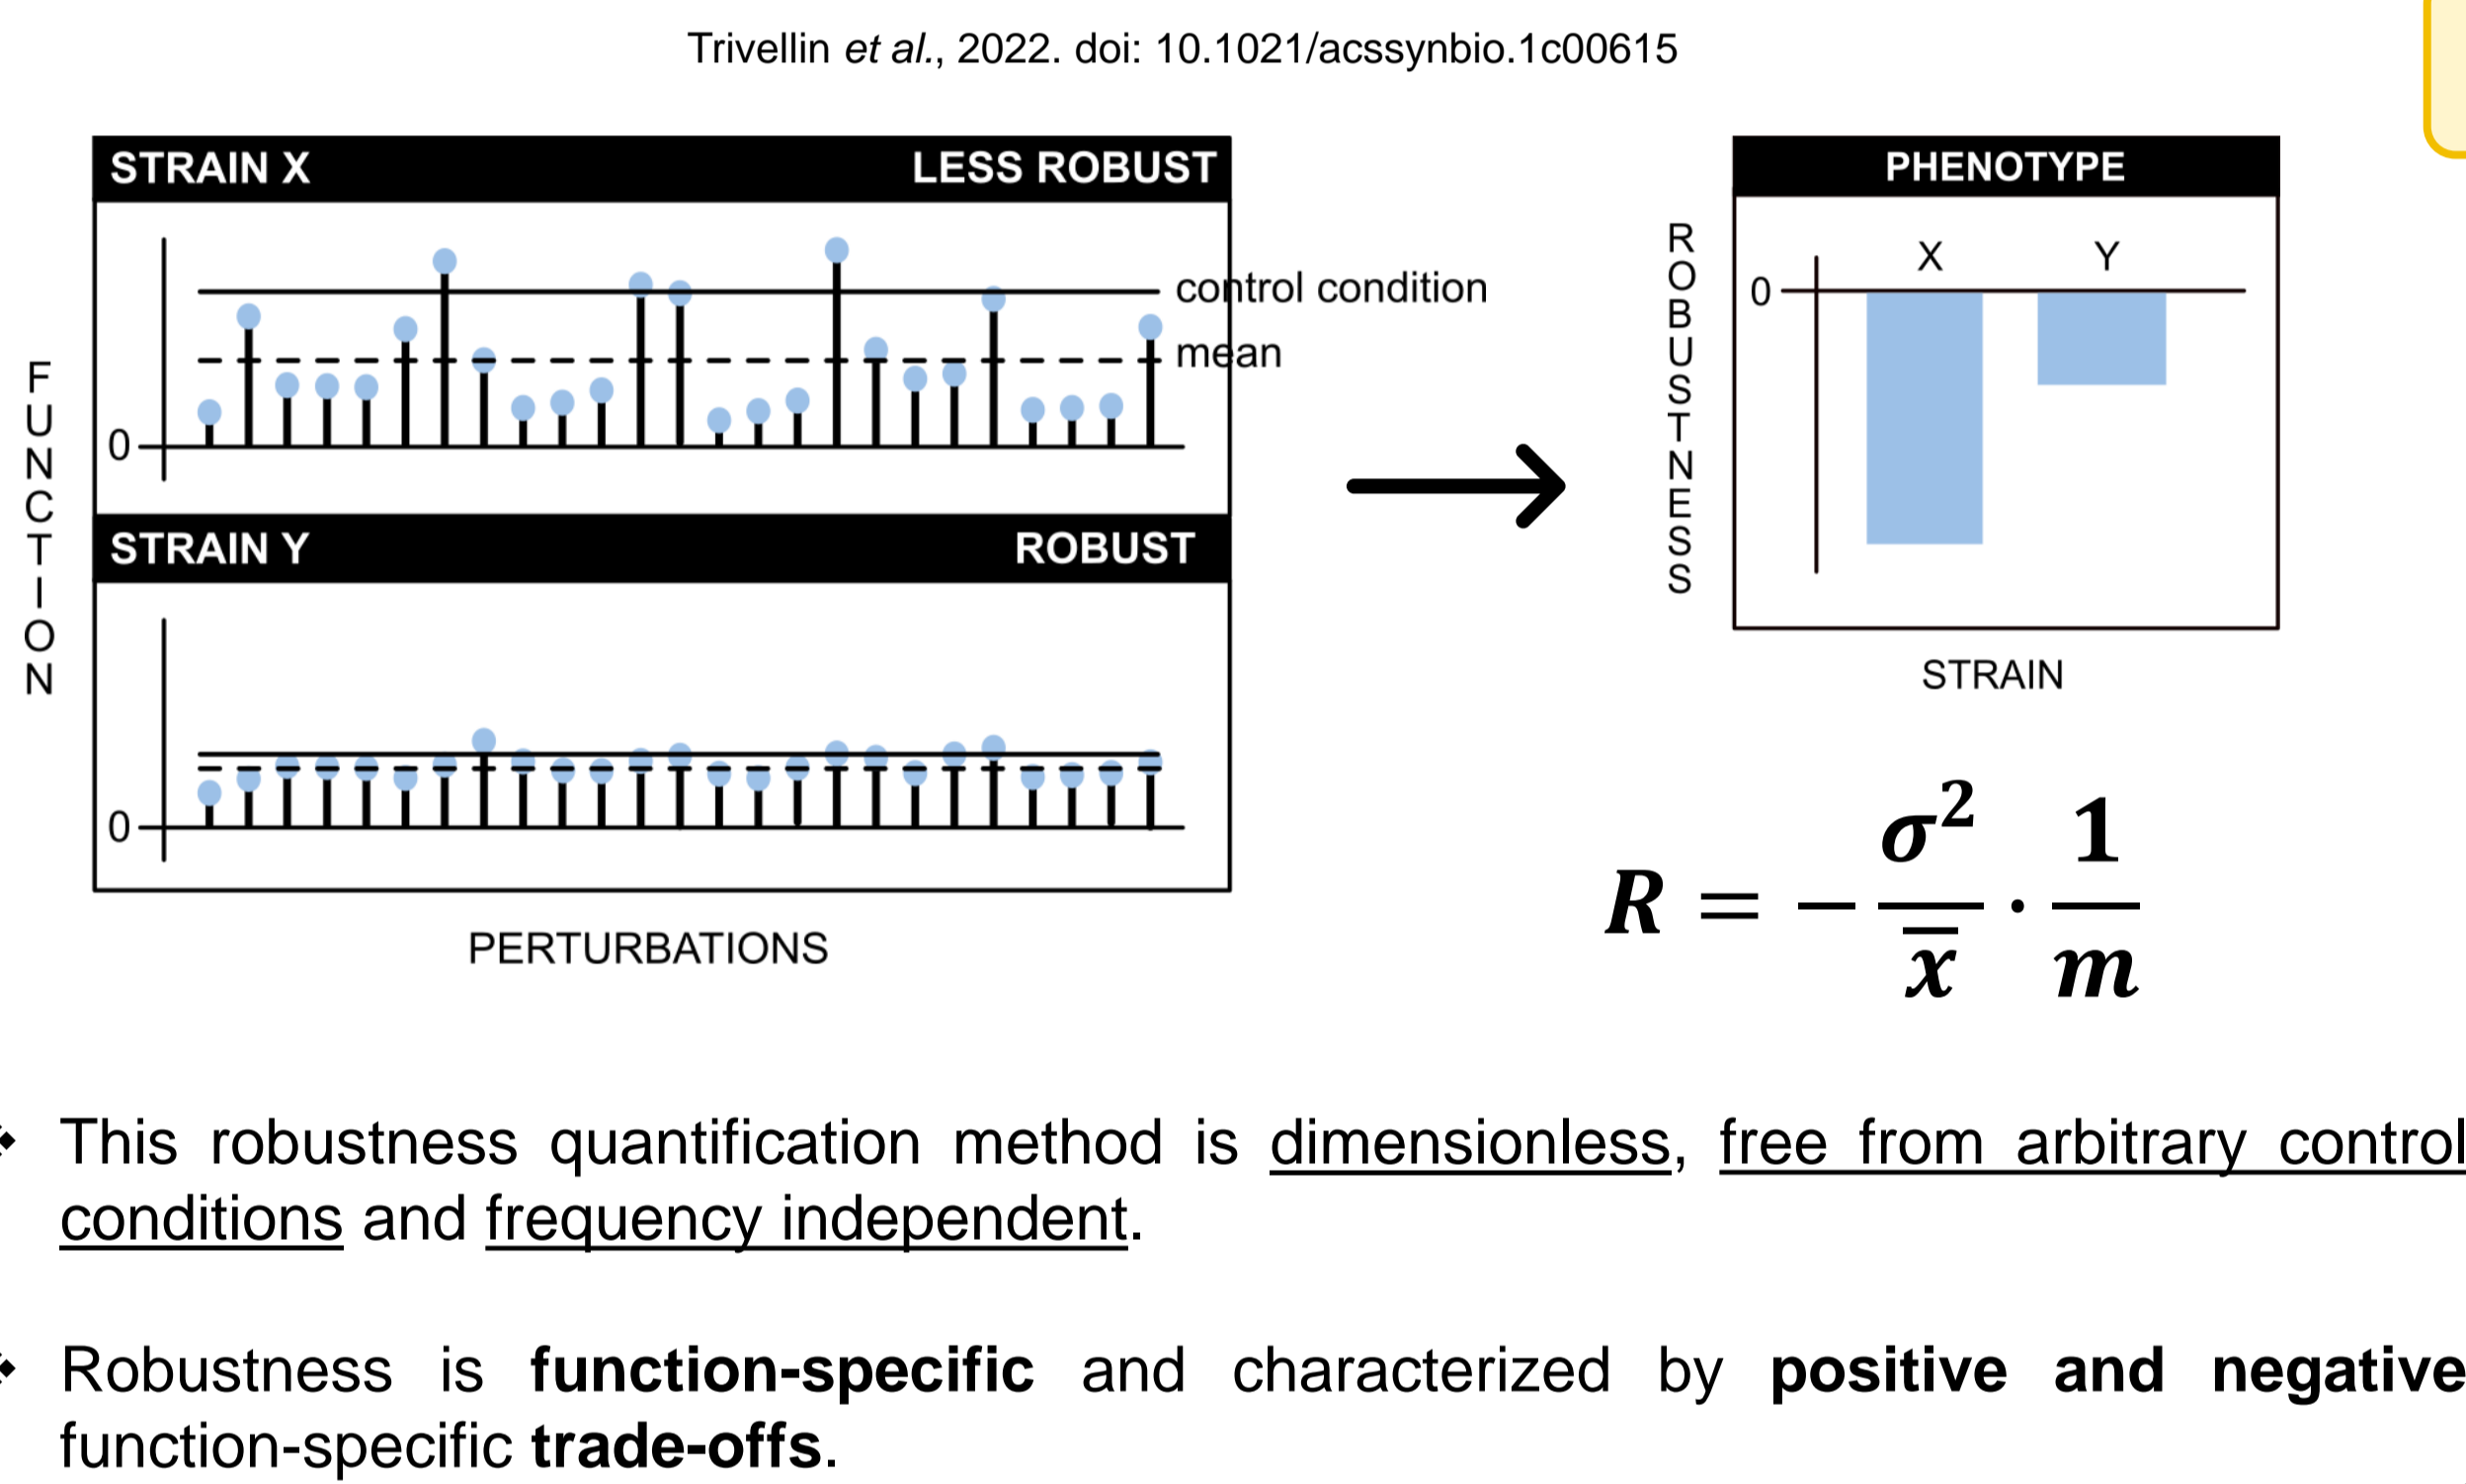 Trivellin et al., 2022. doi: 10.1021/acssynbio.1c00615
STRAIN X LESS ROBUST
control condition
mean
0
STRAIN Y ROBUST
0
FUNCTION
PERTURBATIONS
PHENOTYPE
X Y
0
ROBUSTNESS
STRAIN
R = − σ² / x̄ · 1 / m
This robustness quantification method is dimensionless, free from arbitrary control
conditions and frequency independent.
Robustness is function-specific and characterized by positive and negative
function-specific trade-offs.